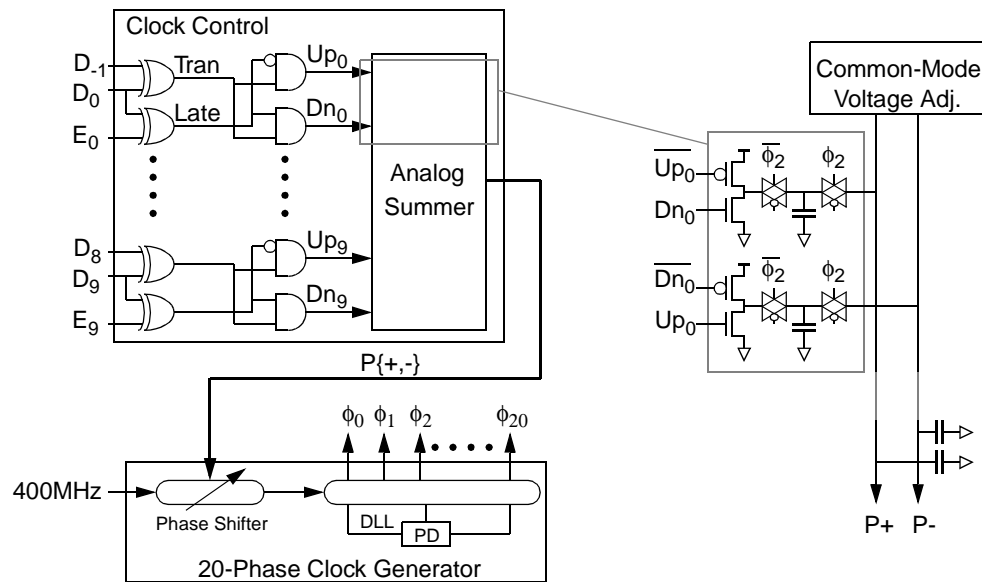 Clock Control
D-1
D0
E0
Tran
Late
Up0
Dn0
Analog
Summer
D8
D9
E9
Up9
Dn9
P{+,-}
Common-Mode
Voltage Adj.
Up0
ϕ2
ϕ2
Dn0
Dn0
ϕ2
ϕ2
Up0
P+
P-
ϕ0
ϕ1
ϕ2
ϕ20
400MHz
Phase Shifter
DLL
PD
20-Phase Clock Generator